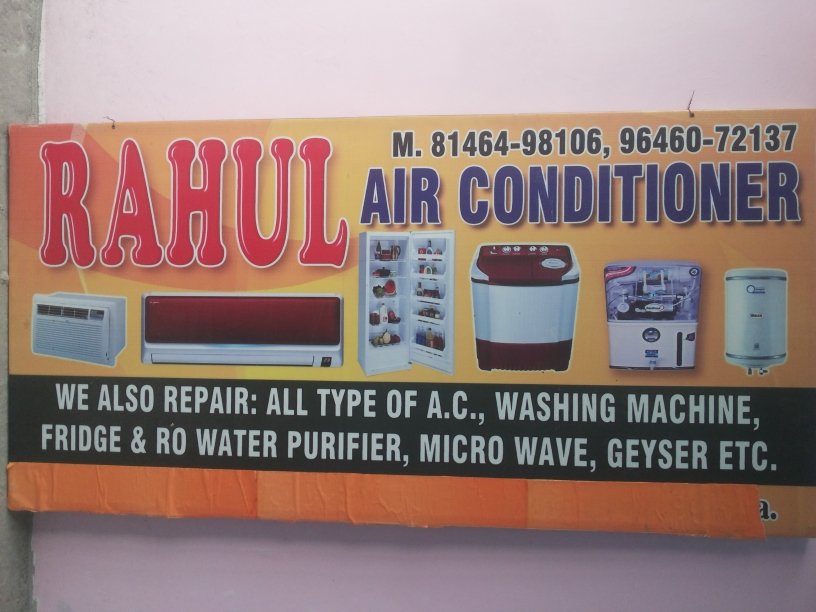 RAHUL
M. 81464-98106, 96460-72137
AIR CONDITIONER
WE ALSO REPAIR: ALL TYPE OF A.C., WASHING MACHINE,
FRIDGE & RO WATER PURIFIER, MICRO WAVE, GEYSER ETC.
a.